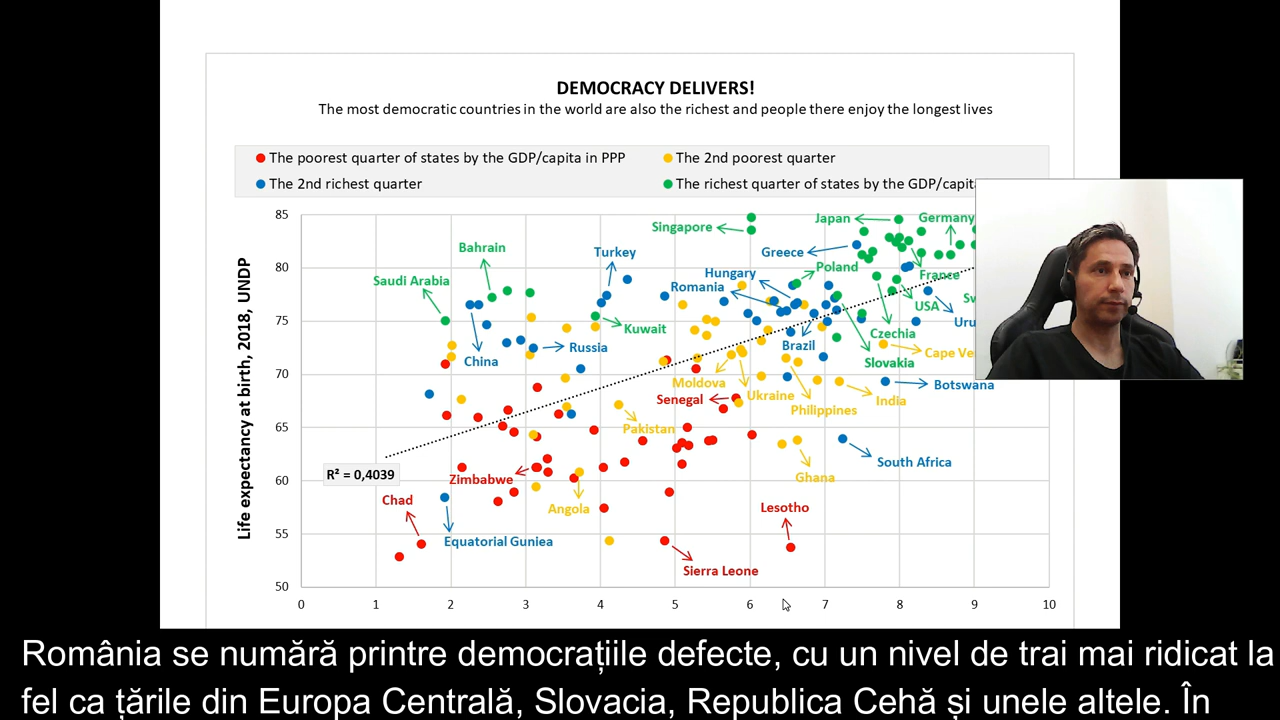 DEMOCRACY DELIVERS!
The most democratic countries in the world are also the richest and people there enjoy the longest lives
The poorest quarter of states by the GDP/capita in PPP
The 2nd poorest quarter
The 2nd richest quarter
The richest quarter of states by the GDP/capita
Life expectancy at birth, 2018, UNDP
85
80
75
70
65
60
55
50
0 1 2 3 4 5 6 7 8 9 10
Singapore
Japan
Germany
Bahrain
Turkey
Greece
Saudi Arabia
Hungary
Poland
Romania
France
USA
Kuwait
China
Russia
Brazil
Czechia
Slovakia
Cape Ve
Moldova
Ukraine
Botswana
Senegal
Philippines
India
Pakistan
South Africa
R² = 0,4039
Zimbabwe
Ghana
Chad
Angola
Lesotho
Equatorial Guniea
Sierra Leone
România se numără printre democrațiile defecte, cu un nivel de trai mai ridicat la
fel ca țările din Europa Centrală, Slovacia, Republica Cehă și unele altele. În